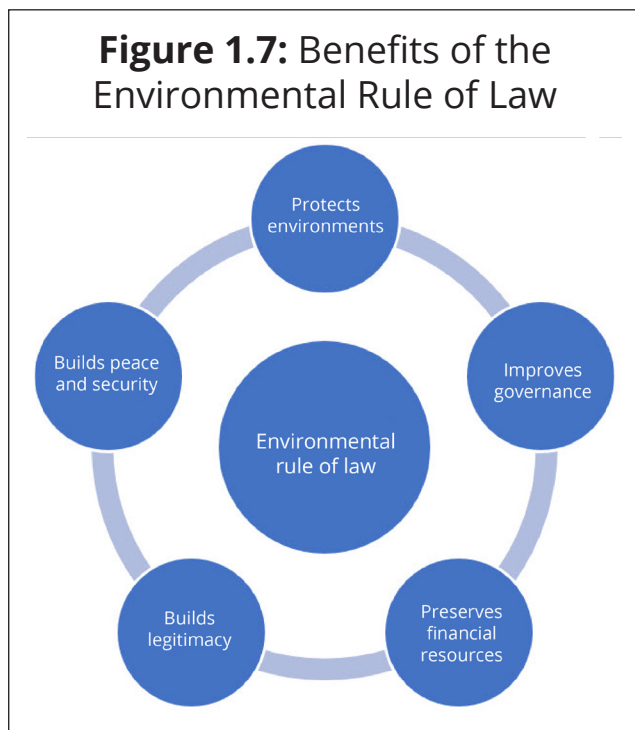 Figure 1.7: Benefits of the
Environmental Rule of Law
Protects
environments
Improves
governance
Preserves
financial
resources
Builds
legitimacy
Builds peace
and security
Environmental
rule of law